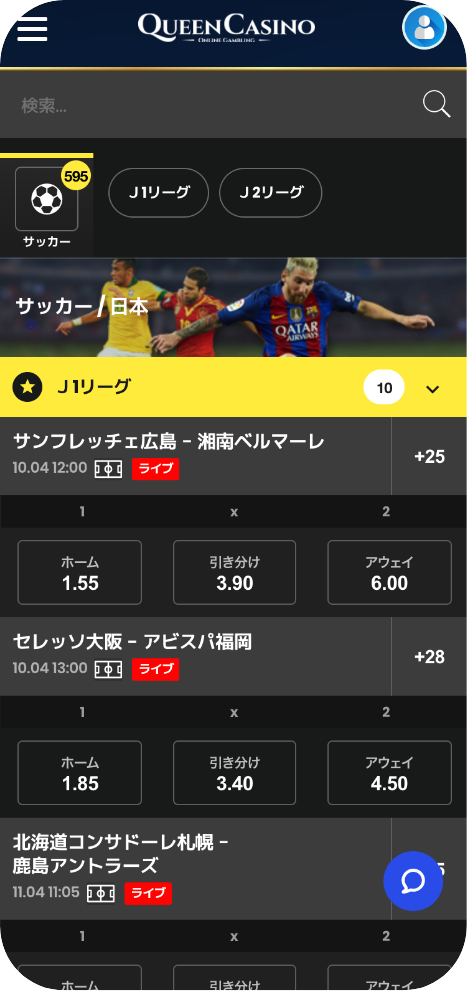 QUEENCASINO
ONLINE GAMBLING
検索...
595
サッカー
J1リーグ
J2リーグ
サッカー / 日本
QATAR
AIRWAYS
J1リーグ
10
サンフレッチェ広島 - 湘南ベルマーレ
10.04 12:00 ライブ
+25
1 x 2
ホーム 引き分け アウェイ
1.55 3.90 6.00
セレッソ大阪 - アビスパ福岡
10.04 13:00 ライブ
+28
1 x 2
ホーム 引き分け アウェイ
1.85 3.40 4.50
北海道コンサドーレ札幌 -
鹿島アントラーズ
11.04 11:05 ライブ
1 x 2
ホーム 引き分け アウェイ